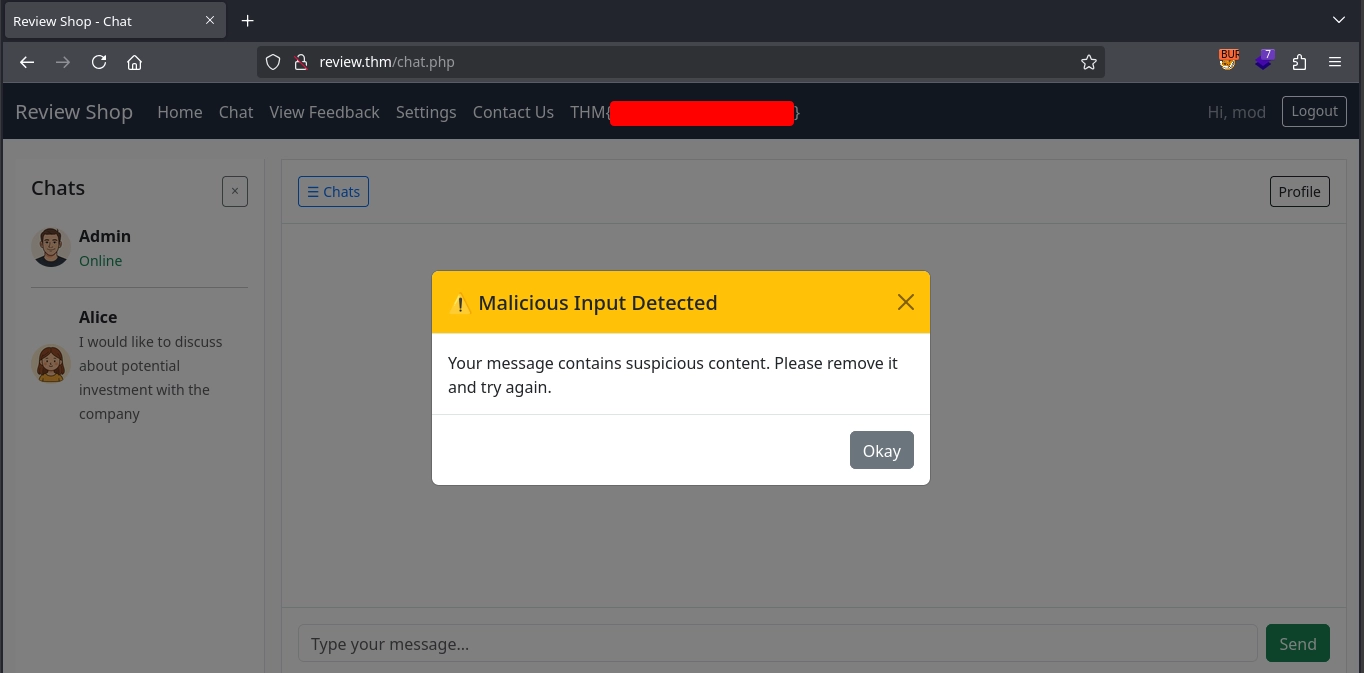 Review Shop - Chat
review.thm/chat.php
BUR
7
Review Shop Home Chat View Feedback Settings Contact Us THM{ } Hi, mod Logout
Chats
×
☰ Chats
Profile
Admin
Online
Alice
I would like to discuss
about potential
investment with the
company
⚠️ Malicious Input Detected
Your message contains suspicious content. Please remove it
and try again.
Okay
Type your message...
Send